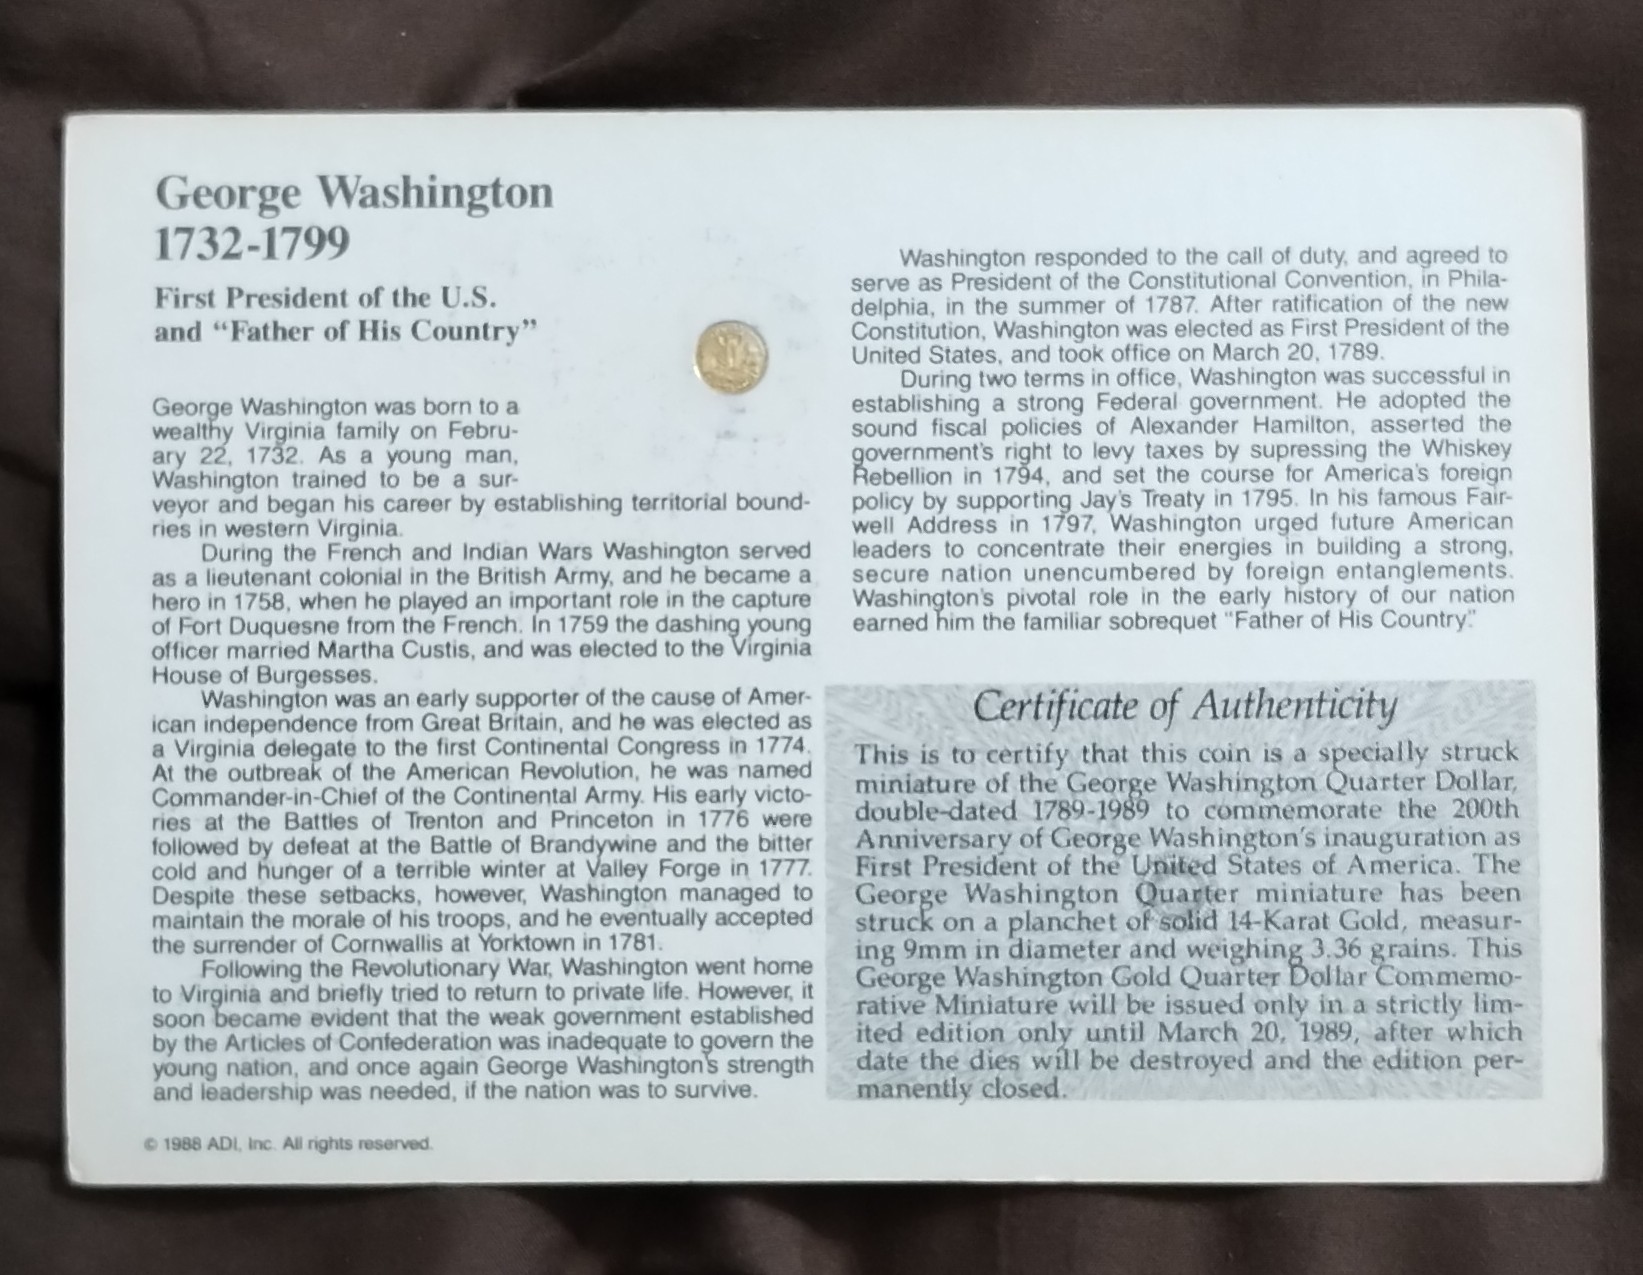 George Washington
1732-1799
First President of the U.S.
and “Father of His Country”
George Washington was born to a
wealthy Virginia family on Febru-
ary 22, 1732. As a young man,
Washington trained to be a sur-
veyor and began his career by establishing territorial bound-
ries in western Virginia.
During the French and Indian Wars Washington served
as a lieutenant colonial in the British Army, and he became a
hero in 1758, when he played an important role in the capture
of Fort Duquesne from the French. In 1759 the dashing young
officer married Martha Custis, and was elected to the Virginia
House of Burgesses.
Washington was an early supporter of the cause of Amer-
ican independence from Great Britain, and he was elected as
a Virginia delegate to the first Continental Congress in 1774.
At the outbreak of the American Revolution, he was named
Commander-in-Chief of the Continental Army. His early victo-
ries at the Battles of Trenton and Princeton in 1776 were
followed by defeat at the Battle of Brandywine and the bitter
cold and hunger of a terrible winter at Valley Forge in 1777.
Despite these setbacks, however, Washington managed to
maintain the morale of his troops, and he eventually accepted
the surrender of Cornwallis at Yorktown in 1781.
Following the Revolutionary War, Washington went home
to Virginia and briefly tried to return to private life. However, it
soon became evident that the weak government established
by the Articles of Confederation was inadequate to govern the
young nation, and once again George Washington's strength
and leadership was needed, if the nation was to survive.
© 1988 ADI, Inc. All rights reserved.
Washington responded to the call of duty, and agreed to
serve as President of the Constitutional Convention, in Phila-
delphia, in the summer of 1787. After ratification of the new
Constitution, Washington was elected as First President of the
United States, and took office on March 20, 1789.
During two terms in office, Washington was successful in
establishing a strong Federal government. He adopted the
sound fiscal policies of Alexander Hamilton, asserted the
government's right to levy taxes by supressing the Whiskey
Rebellion in 1794, and set the course for America's foreign
policy by supporting Jay's Treaty in 1795. In his famous Fair-
well Address in 1797, Washington urged future American
leaders to concentrate their energies in building a strong,
secure nation unencumbered by foreign entanglements.
Washington's pivotal role in the early history of our nation
earned him the familiar sobrequet “Father of His Country.”
Certificate of Authenticity
This is to certify that this coin is a specially struck
miniature of the George Washington Quarter Dollar,
double-dated 1789-1989 to commemorate the 200th
Anniversary of George Washington's inauguration as
First President of the United States of America. The
George Washington Quarter miniature has been
struck on a planchet of solid 14-Karat Gold, measur-
ing 9mm in diameter and weighing 3.36 grains. This
George Washington Gold Quarter Dollar Commemo-
rative Miniature will be issued only in a strictly lim-
ited edition only until March 20, 1989, after which
date the dies will be destroyed and the edition per-
manently closed.